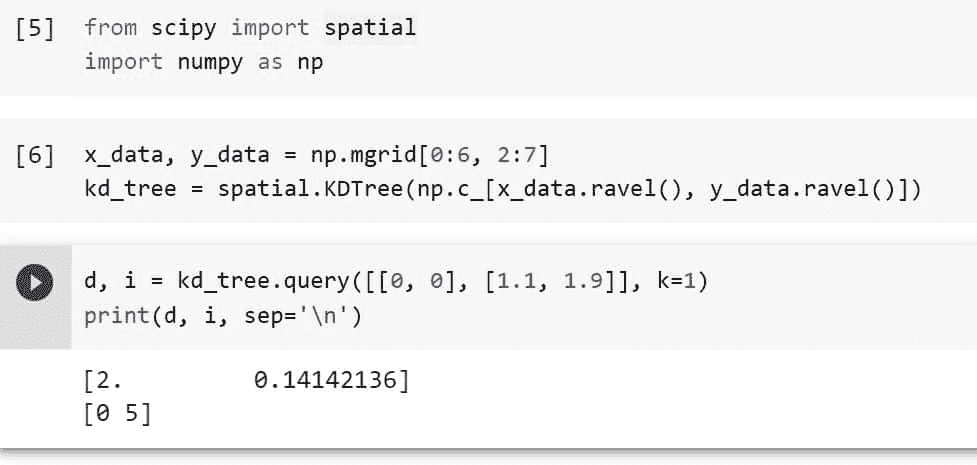 [5] from scipy import spatial
import numpy as np
[6] x_data, y_data = np.mgrid[0:6, 2:7]
kd_tree = spatial.KDTree(np.c_[x_data.ravel(), y_data.ravel()])
d, i = kd_tree.query([[0, 0], [1.1, 1.9]], k=1)
print(d, i, sep='\n')
[2.         0.14142136]
[0 5]